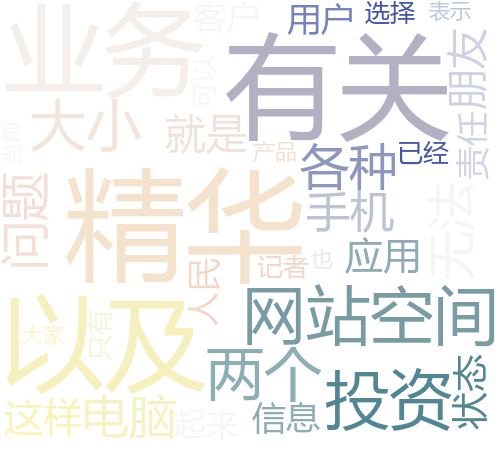 业务
客户
用户
选择
表示
有关
可以
朋友
大小
就是
产品
各种
已经
责任
当前
问题
精华
手机
无法
人民
记者
也
应用
以及
网站空间
大家
只有
两个
投资
状态
这样
电脑
起来
信息